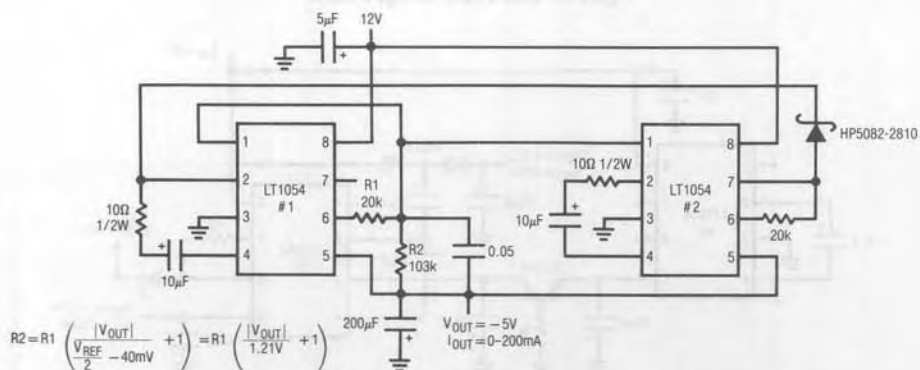 5µF
12V
+
1
2
3
4
LT1054
#1
8
7
6
5
R1
20k
10Ω
1/2W
+
10µF
R2
103k
0.05
200µF
+
V_OUT = −5V
I_OUT = 0-200mA
10Ω 1/2W
+
10µF
1
2
3
4
LT1054
#2
8
7
6
5
20k
HP5082-2810
R2 = R1 ( |V_OUT| / (V_REF / 2 − 40mV) + 1 ) = R1 ( |V_OUT| / 1.21V + 1 )